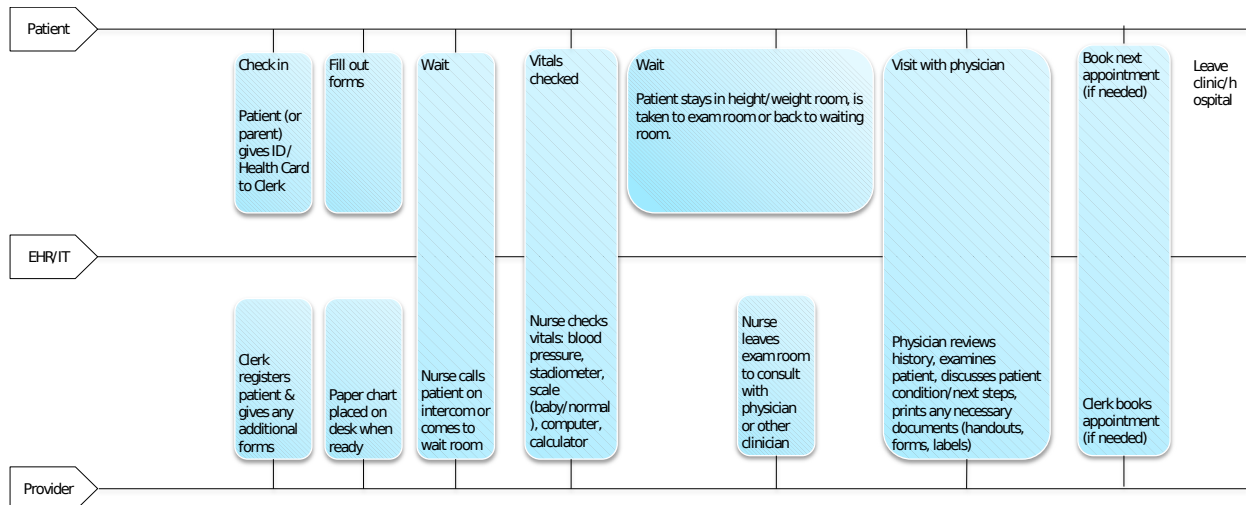 Patient
Check in
Patient (or
parent)
gives ID/
Health Card
to Clerk
Fill out
forms
Wait
Vitals
checked
Wait
Patient stays in height/weight room, is
taken to exam room or back to waiting
room.
Visit with physician
Book next
appointment
(if needed)
Leave
clinic/h
ospital
EHR/IT
Clerk
registers
patient &
gives any
additional
forms
Paper chart
placed on
desk when
ready
Nurse calls
patient on
intercom or
comes to
wait room
Nurse checks
vitals: blood
pressure,
stadiometer,
scale
(baby/normal
), computer,
calculator
Nurse
leaves
exam room
to consult
with
physician
or other
clinician
Physician reviews
history, examines
patient, discusses patient
condition/next steps,
prints any necessary
documents (handouts,
forms, labels)
Clerk books
appointment
(if needed)
Provider